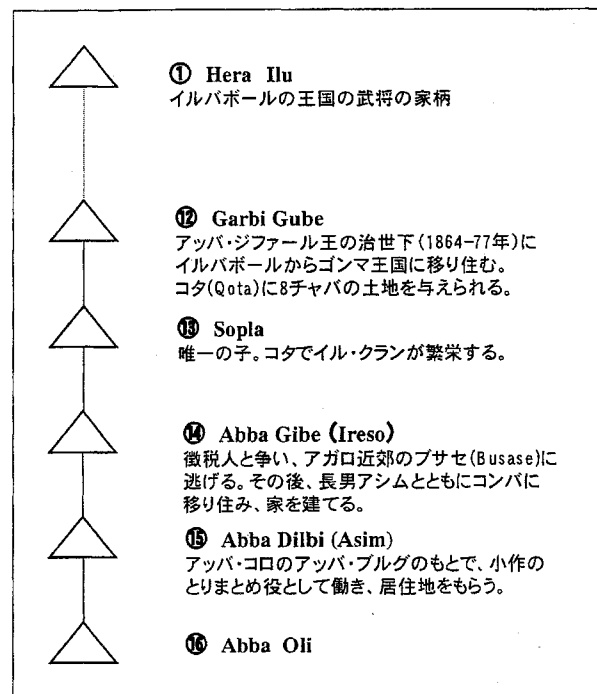 ① Hera Ilu
イルバボールの王国の武将の家柄
⑫ Garbi Gube
アッバ・ジファール王の治世下(1864-77年)に
イルバボールからゴンマ王国に移り住む。
コタ(Qota)に8チャバの土地を与えられる。
⑬ Sopla
唯一の子。コタでイル・クランが繁栄する。
⑭ Abba Gibe (Ireso)
徴税人と争い、アガロ近郊のブサセ(Busase)に
逃げる。その後、長男アシムとともにコンバに
移り住み、家を建てる。
⑮ Abba Dilbi (Asim)
アッバ・コロのアッバ・ブルグのもとで、小作の
とりまとめ役として働き、居住地をもらう。
⑯ Abba Oli